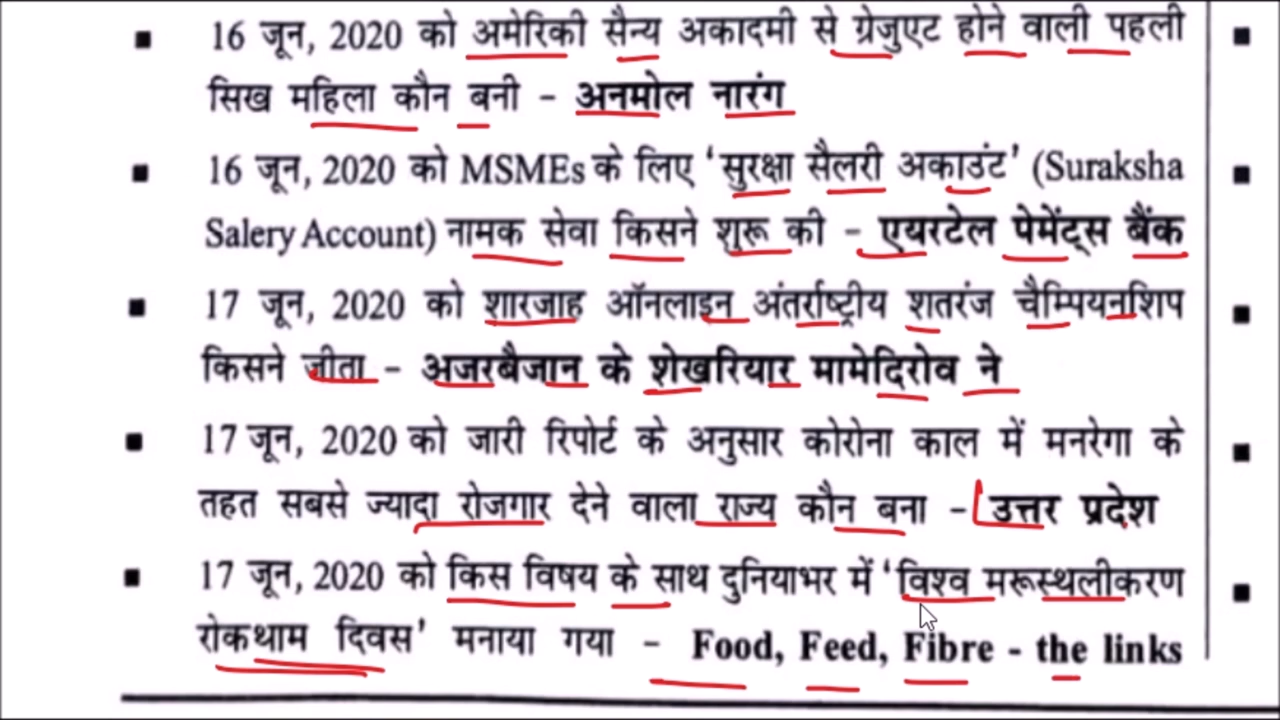 16 जून, 2020 को अमेरिकी सैन्य अकादमी से ग्रेजुएट होने वाली पहली
सिख महिला कौन बनी - अनमोल नारंग
16 जून, 2020 को MSMEs के लिए ‘सुरक्षा सैलरी अकाउंट’ (Suraksha
Salery Account) नामक सेवा किसने शुरू की - एयरटेल पेमेंट्स बैंक
17 जून, 2020 को शारजाह ऑनलाइन अंतर्राष्ट्रीय शतरंज चैम्पियनशिप
किसने जीता - अजरबैजान के शेखरियार मामेदिरोव ने
17 जून, 2020 को जारी रिपोर्ट के अनुसार कोरोना काल में मनरेगा के
तहत सबसे ज्यादा रोजगार देने वाला राज्य कौन बना - उत्तर प्रदेश
17 जून, 2020 को किस विषय के साथ दुनियाभर में ‘विश्व मरूस्थलीकरण
रोकथाम दिवस’ मनाया गया - Food, Feed, Fibre - the links